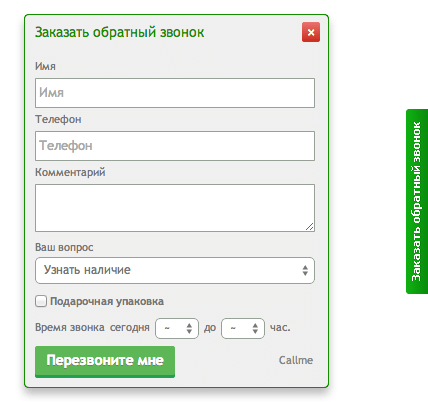 Заказать обратный звонок
×
Имя
Имя
Телефон
Телефон
Комментарий
Ваш вопрос
Узнать наличие
Подарочная упаковка
Время звонка сегодня ~ до ~ час.
Перезвоните мне
Callme
Заказать обратный звонок